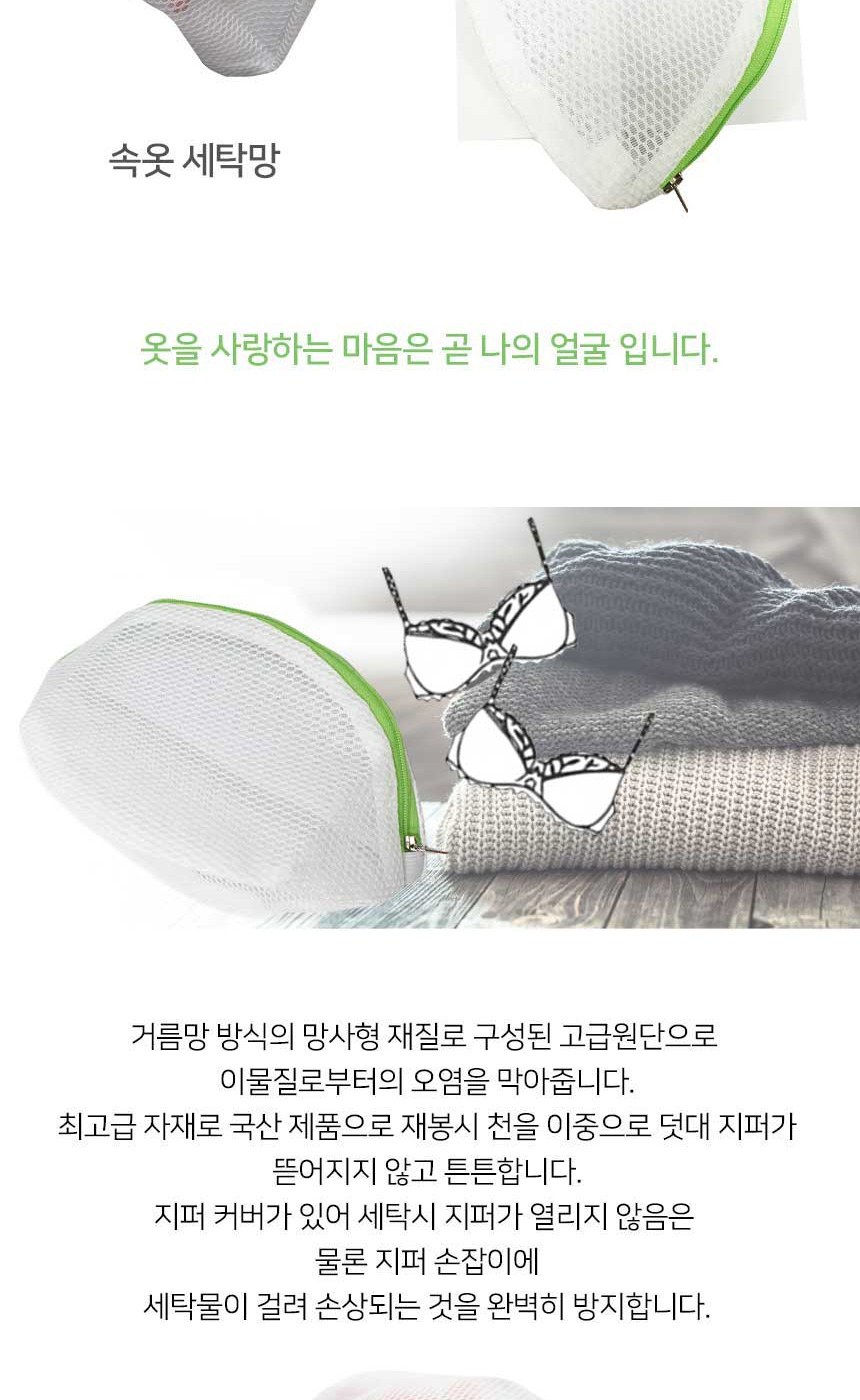 속옷 세탁망
옷을 사랑하는 마음은 곧 나의 얼굴 입니다.
거름망 방식의 망사형 재질로 구성된 고급원단으로
이물질로부터의 오염을 막아줍니다.
최고급 자재로 국산 제품으로 재봉시 천을 이중으로 덧대 지퍼가
뜯어지지 않고 튼튼합니다.
지퍼 커버가 있어 세탁시 지퍼가 열리지 않음은
물론 지퍼 손잡이에
세탁물이 걸려 손상되는 것을 완벽히 방지합니다.